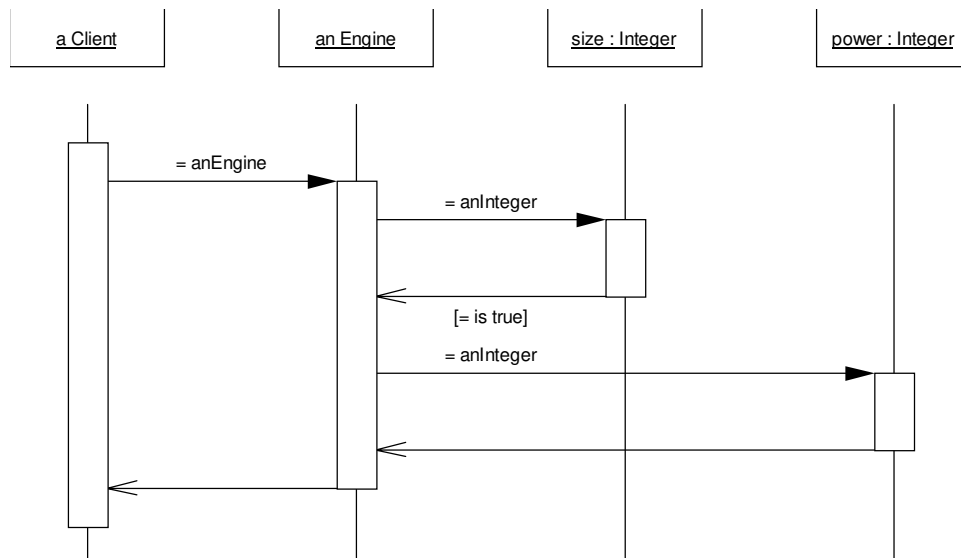 a Client
an Engine
size : Integer
power : Integer
= anEngine
= anInteger
[= is true]
= anInteger